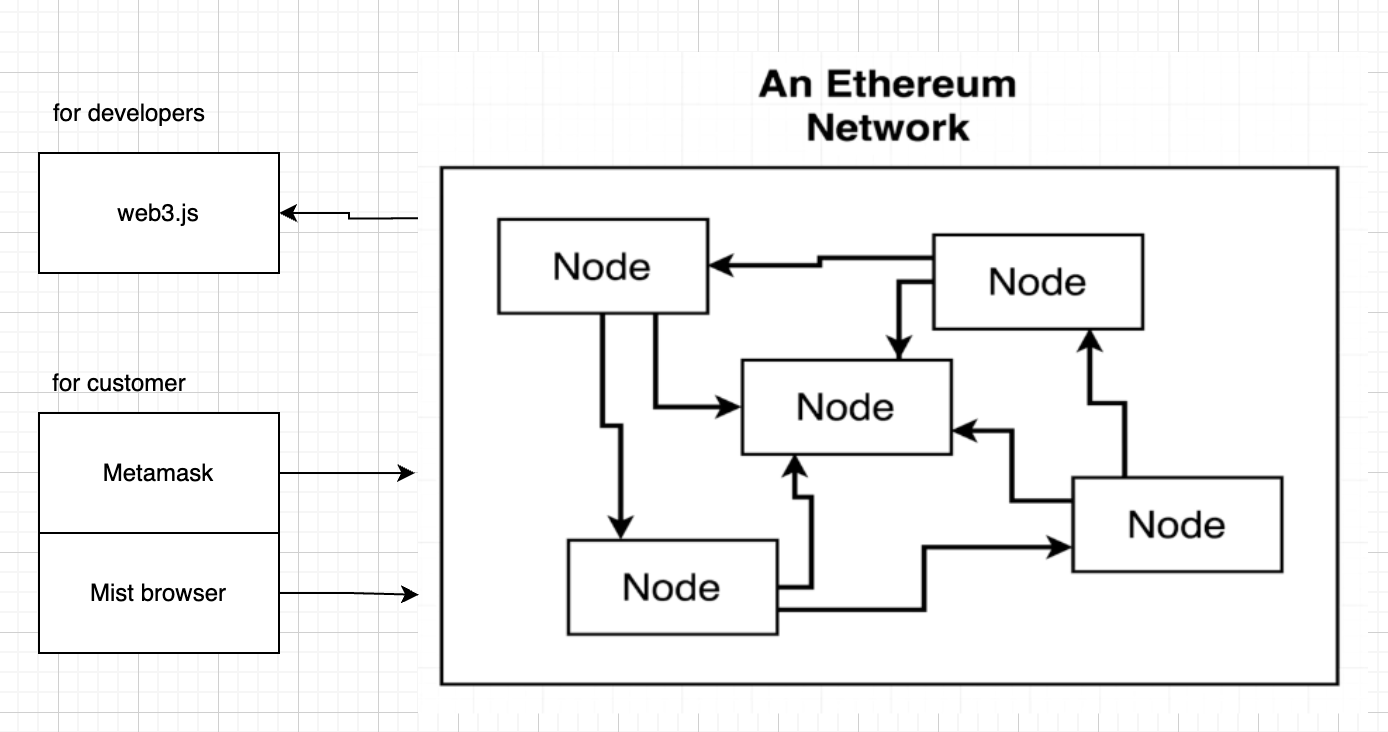 An Ethereum
Network
for developers
web3.js
for customer
Metamask
Mist browser
Node
Node
Node
Node
Node